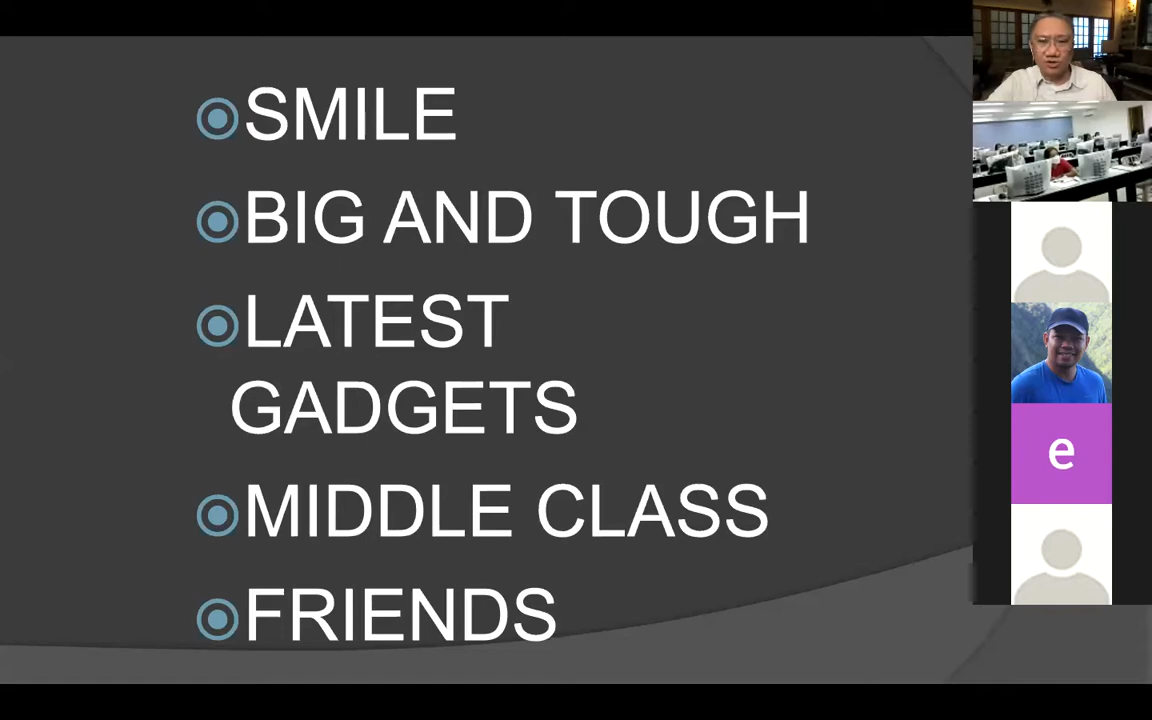 SMILE
BIG AND TOUGH
LATEST
GADGETS
MIDDLE CLASS
FRIENDS
e